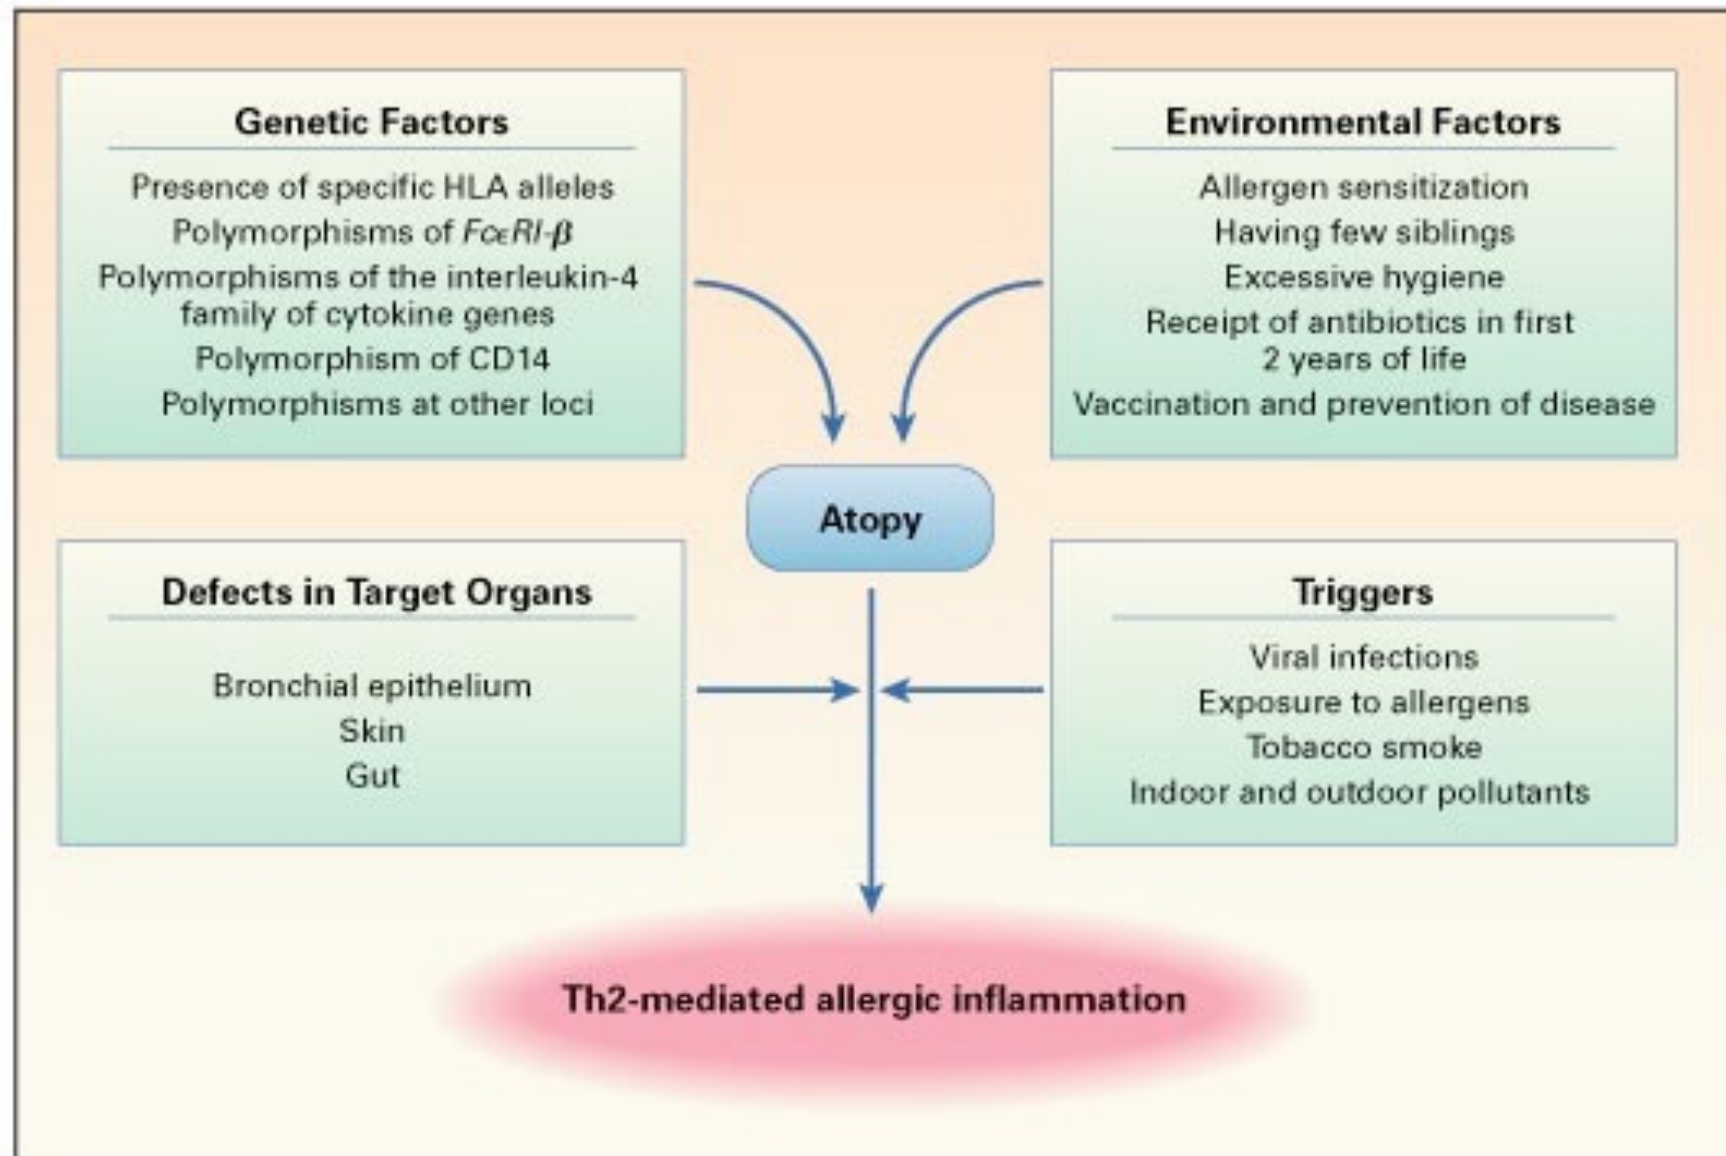 Genetic Factors
Presence of specific HLA alleles
Polymorphisms of FcεRI-β
Polymorphisms of the interleukin-4
family of cytokine genes
Polymorphism of CD14
Polymorphisms at other loci
Environmental Factors
Allergen sensitization
Having few siblings
Excessive hygiene
Receipt of antibiotics in first
2 years of life
Vaccination and prevention of disease
Atopy
Defects in Target Organs
Bronchial epithelium
Skin
Gut
Triggers
Viral infections
Exposure to allergens
Tobacco smoke
Indoor and outdoor pollutants
Th2-mediated allergic inflammation